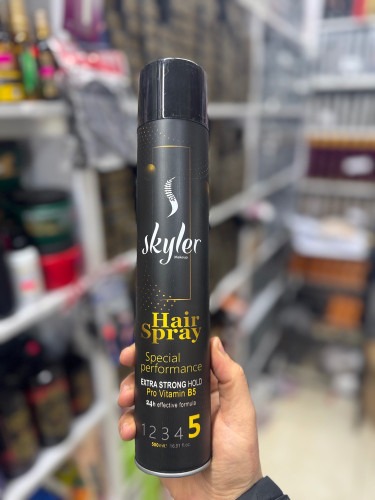 skyler
Makeup
Hair
Spray
Special
performance
EXTRA STRONG HOLD
Pro Vitamin B5
24h effective formula
1 2 3 4 5